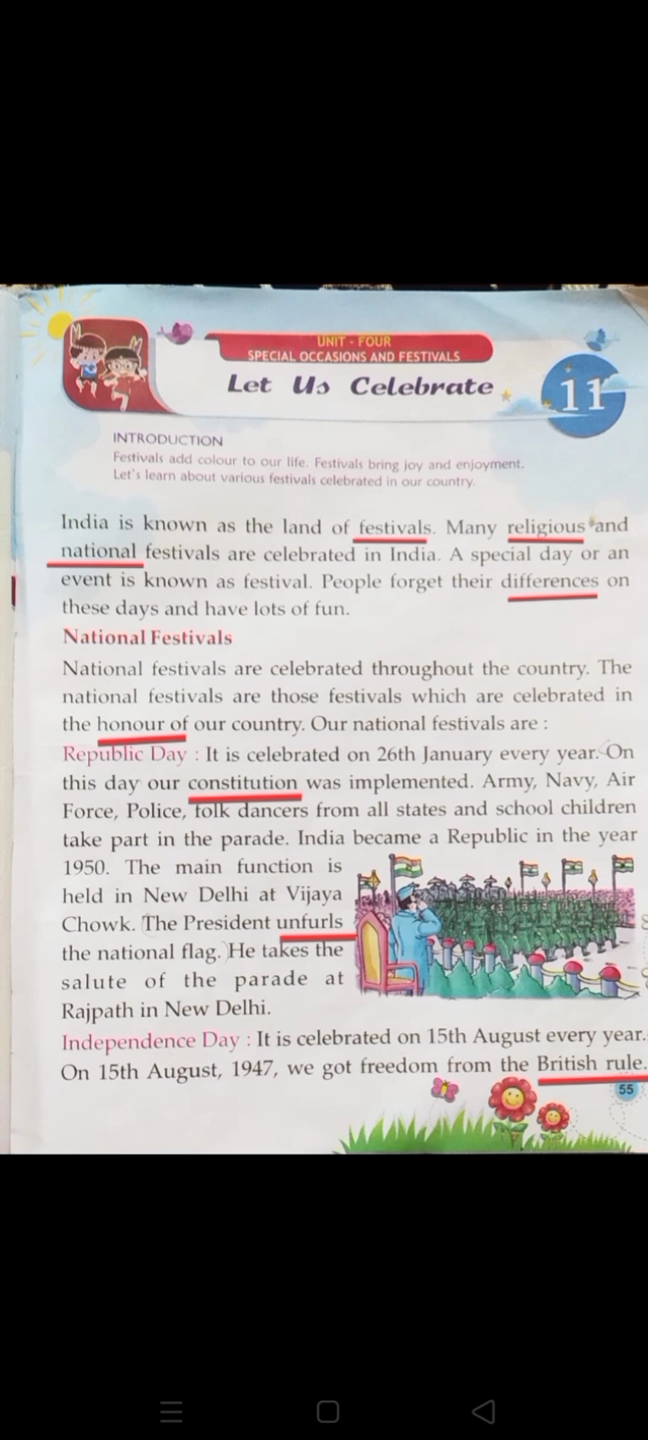 UNIT - FOUR
SPECIAL OCCASIONS AND FESTIVALS
Let Us Celebrate
11
INTRODUCTION
Festivals add colour to our life. Festivals bring joy and enjoyment.
Let's learn about various festivals celebrated in our country.
India is known as the land of festivals. Many religious and
national festivals are celebrated in India. A special day or an
event is known as festival. People forget their differences on
these days and have lots of fun.
National Festivals
National festivals are celebrated throughout the country. The
national festivals are those festivals which are celebrated in
the honour of our country. Our national festivals are :
Republic Day : It is celebrated on 26th January every year. On
this day our constitution was implemented. Army, Navy, Air
Force, Police, folk dancers from all states and school children
take part in the parade. India became a Republic in the year
1950. The main function is
held in New Delhi at Vijaya
Chowk. The President unfurls
the national flag. He takes the
salute of the parade at
Rajpath in New Delhi.
Independence Day : It is celebrated on 15th August every year.
On 15th August, 1947, we got freedom from the British rule.
55